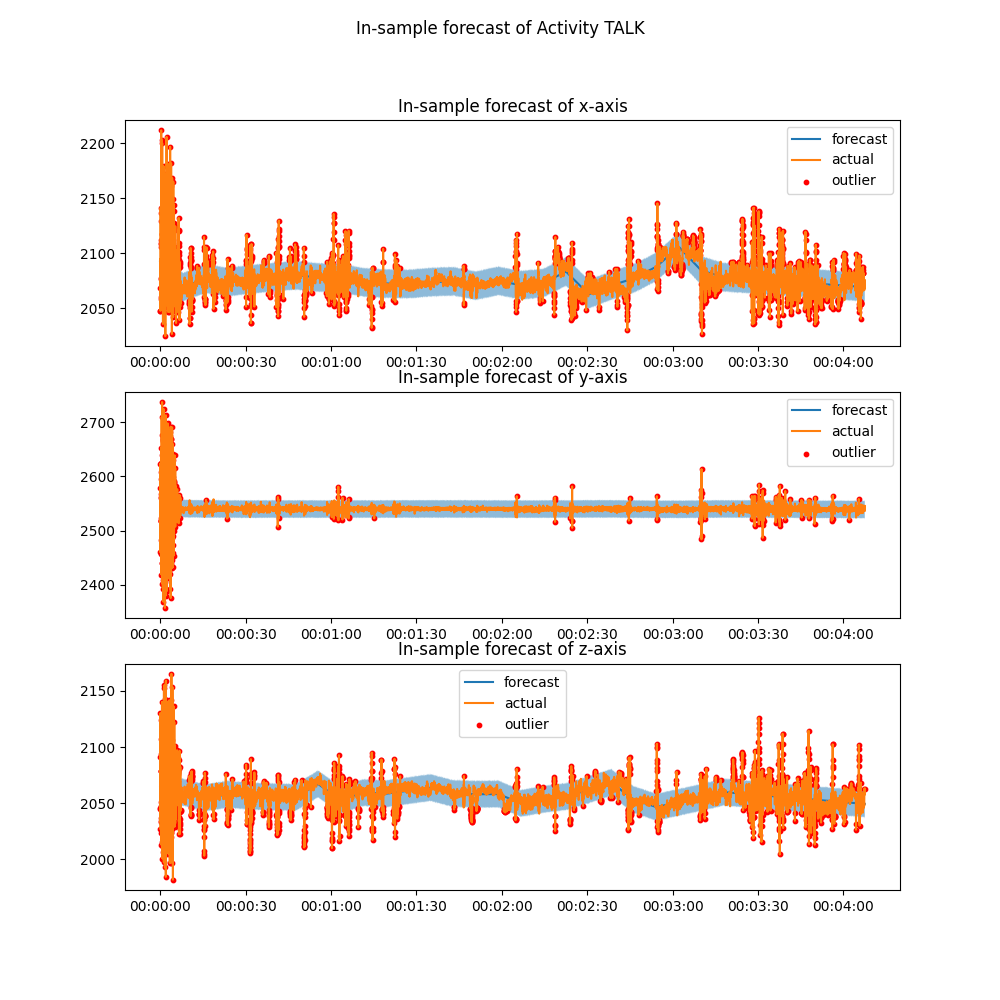 In-sample forecast of Activity TALK
In-sample forecast of x-axis
2200
2150
2100
2050
forecast
actual
outlier
00:00:00 00:00:30 00:01:00 00:01:30 00:02:00 00:02:30 00:03:00 00:03:30 00:04:00
In-sample forecast of y-axis
2700
2600
2500
2400
forecast
actual
outlier
00:00:00 00:00:30 00:01:00 00:01:30 00:02:00 00:02:30 00:03:00 00:03:30 00:04:00
In-sample forecast of z-axis
2150
2100
2050
2000
forecast
actual
outlier
00:00:00 00:00:30 00:01:00 00:01:30 00:02:00 00:02:30 00:03:00 00:03:30 00:04:00